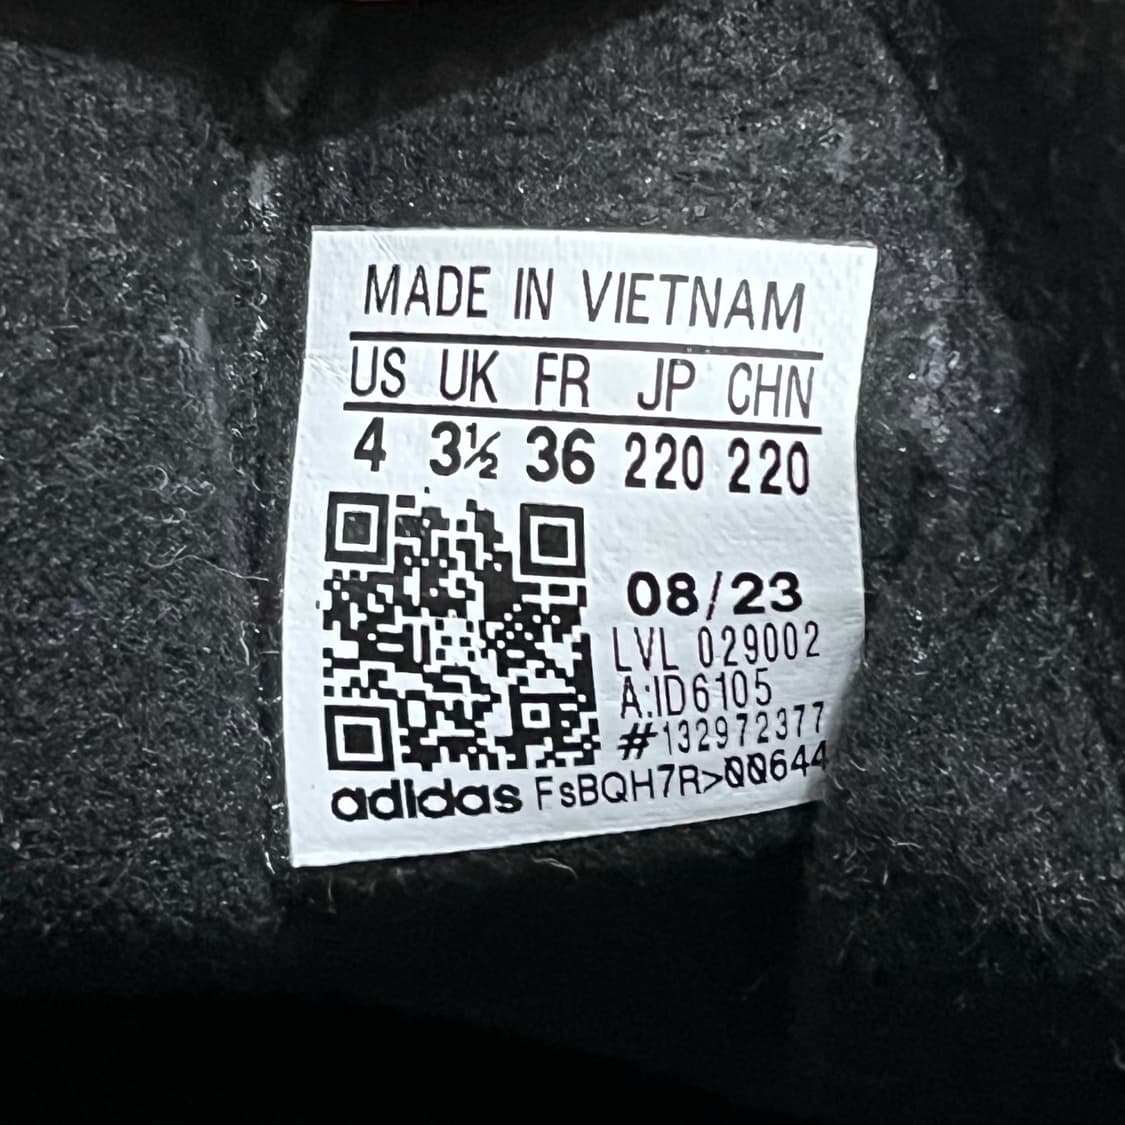 MADE IN VIETNAM
US UK FR JP CHN
4 3½ 36 220 220
08/23
LVL 029002
A:ID6105
#132972377
adidas FsBQH7R>00644